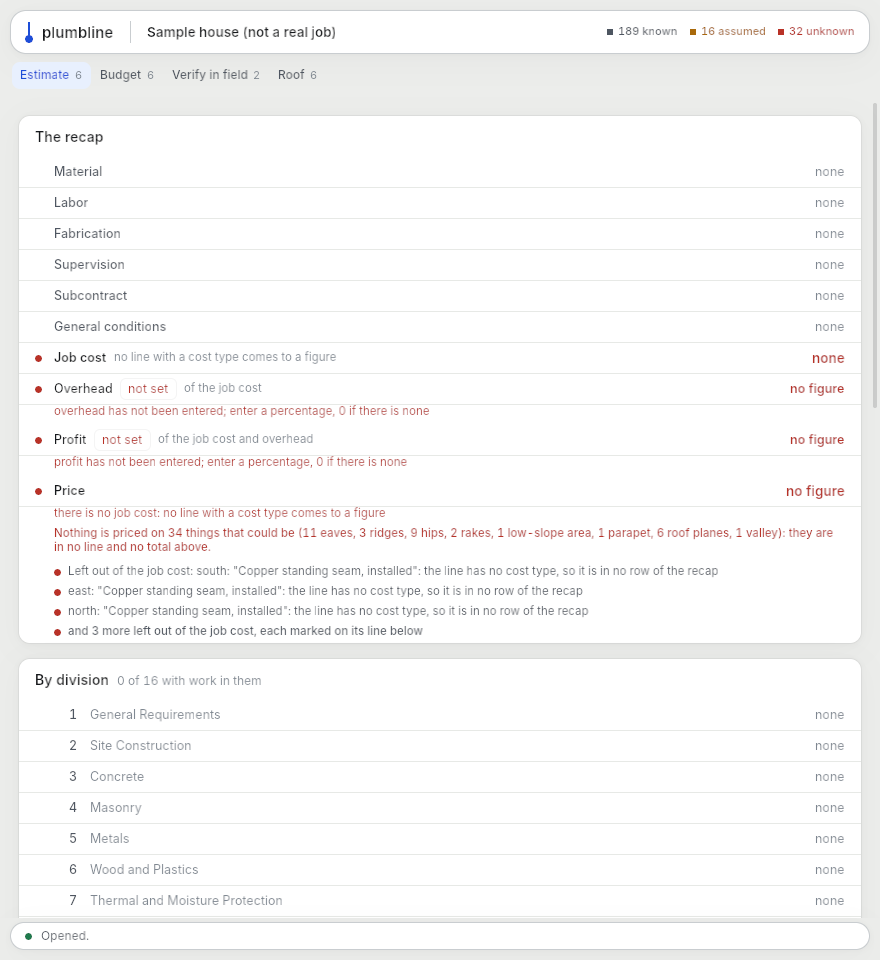 plumbline
Sample house (not a real job)
189 known
16 assumed
32 unknown
Estimate 6
Budget 6
Verify in field 2
Roof 6
The recap
Material none
Labor none
Fabrication none
Supervision none
Subcontract none
General conditions none
Job cost no line with a cost type comes to a figure none
Overhead not set of the job cost no figure
overhead has not been entered; enter a percentage, 0 if there is none
Profit not set of the job cost and overhead no figure
profit has not been entered; enter a percentage, 0 if there is none
Price no figure
there is no job cost: no line with a cost type comes to a figure
Nothing is priced on 34 things that could be (11 eaves, 3 ridges, 9 hips, 2 rakes, 1 low-slope area, 1 parapet, 6 roof planes, 1 valley): they are
in no line and no total above.
Left out of the job cost: south: "Copper standing seam, installed": the line has no cost type, so it is in no row of the recap
east: "Copper standing seam, installed": the line has no cost type, so it is in no row of the recap
north: "Copper standing seam, installed": the line has no cost type, so it is in no row of the recap
and 3 more left out of the job cost, each marked on its line below
By division 0 of 16 with work in them
1 General Requirements none
2 Site Construction none
3 Concrete none
4 Masonry none
5 Metals none
6 Wood and Plastics none
7 Thermal and Moisture Protection none
Opened.